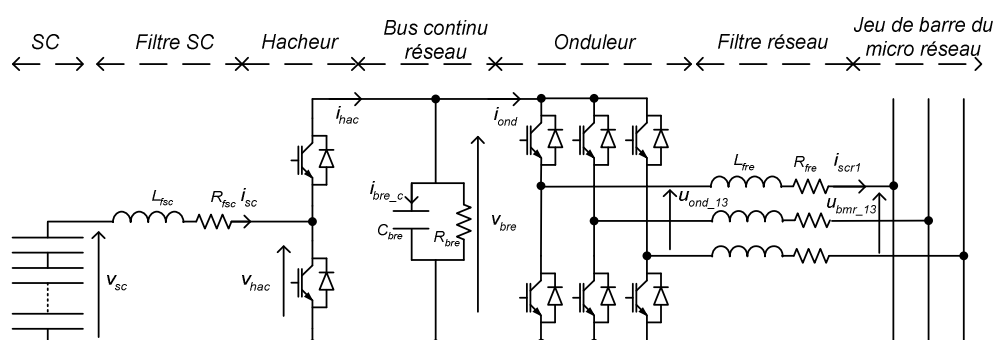 SC
Filtre SC
Hacheur
Bus continu
réseau
Onduleur
Filtre réseau
Jeu de barre du
micro réseau
i_hac
i_ond
L_fsc
R_fsc
i_sc
i_bre_c
C_bre
R_bre
v_bre
v_sc
v_hac
L_fre
R_fre
i_scr1
u_ond_13
u_bmr_13